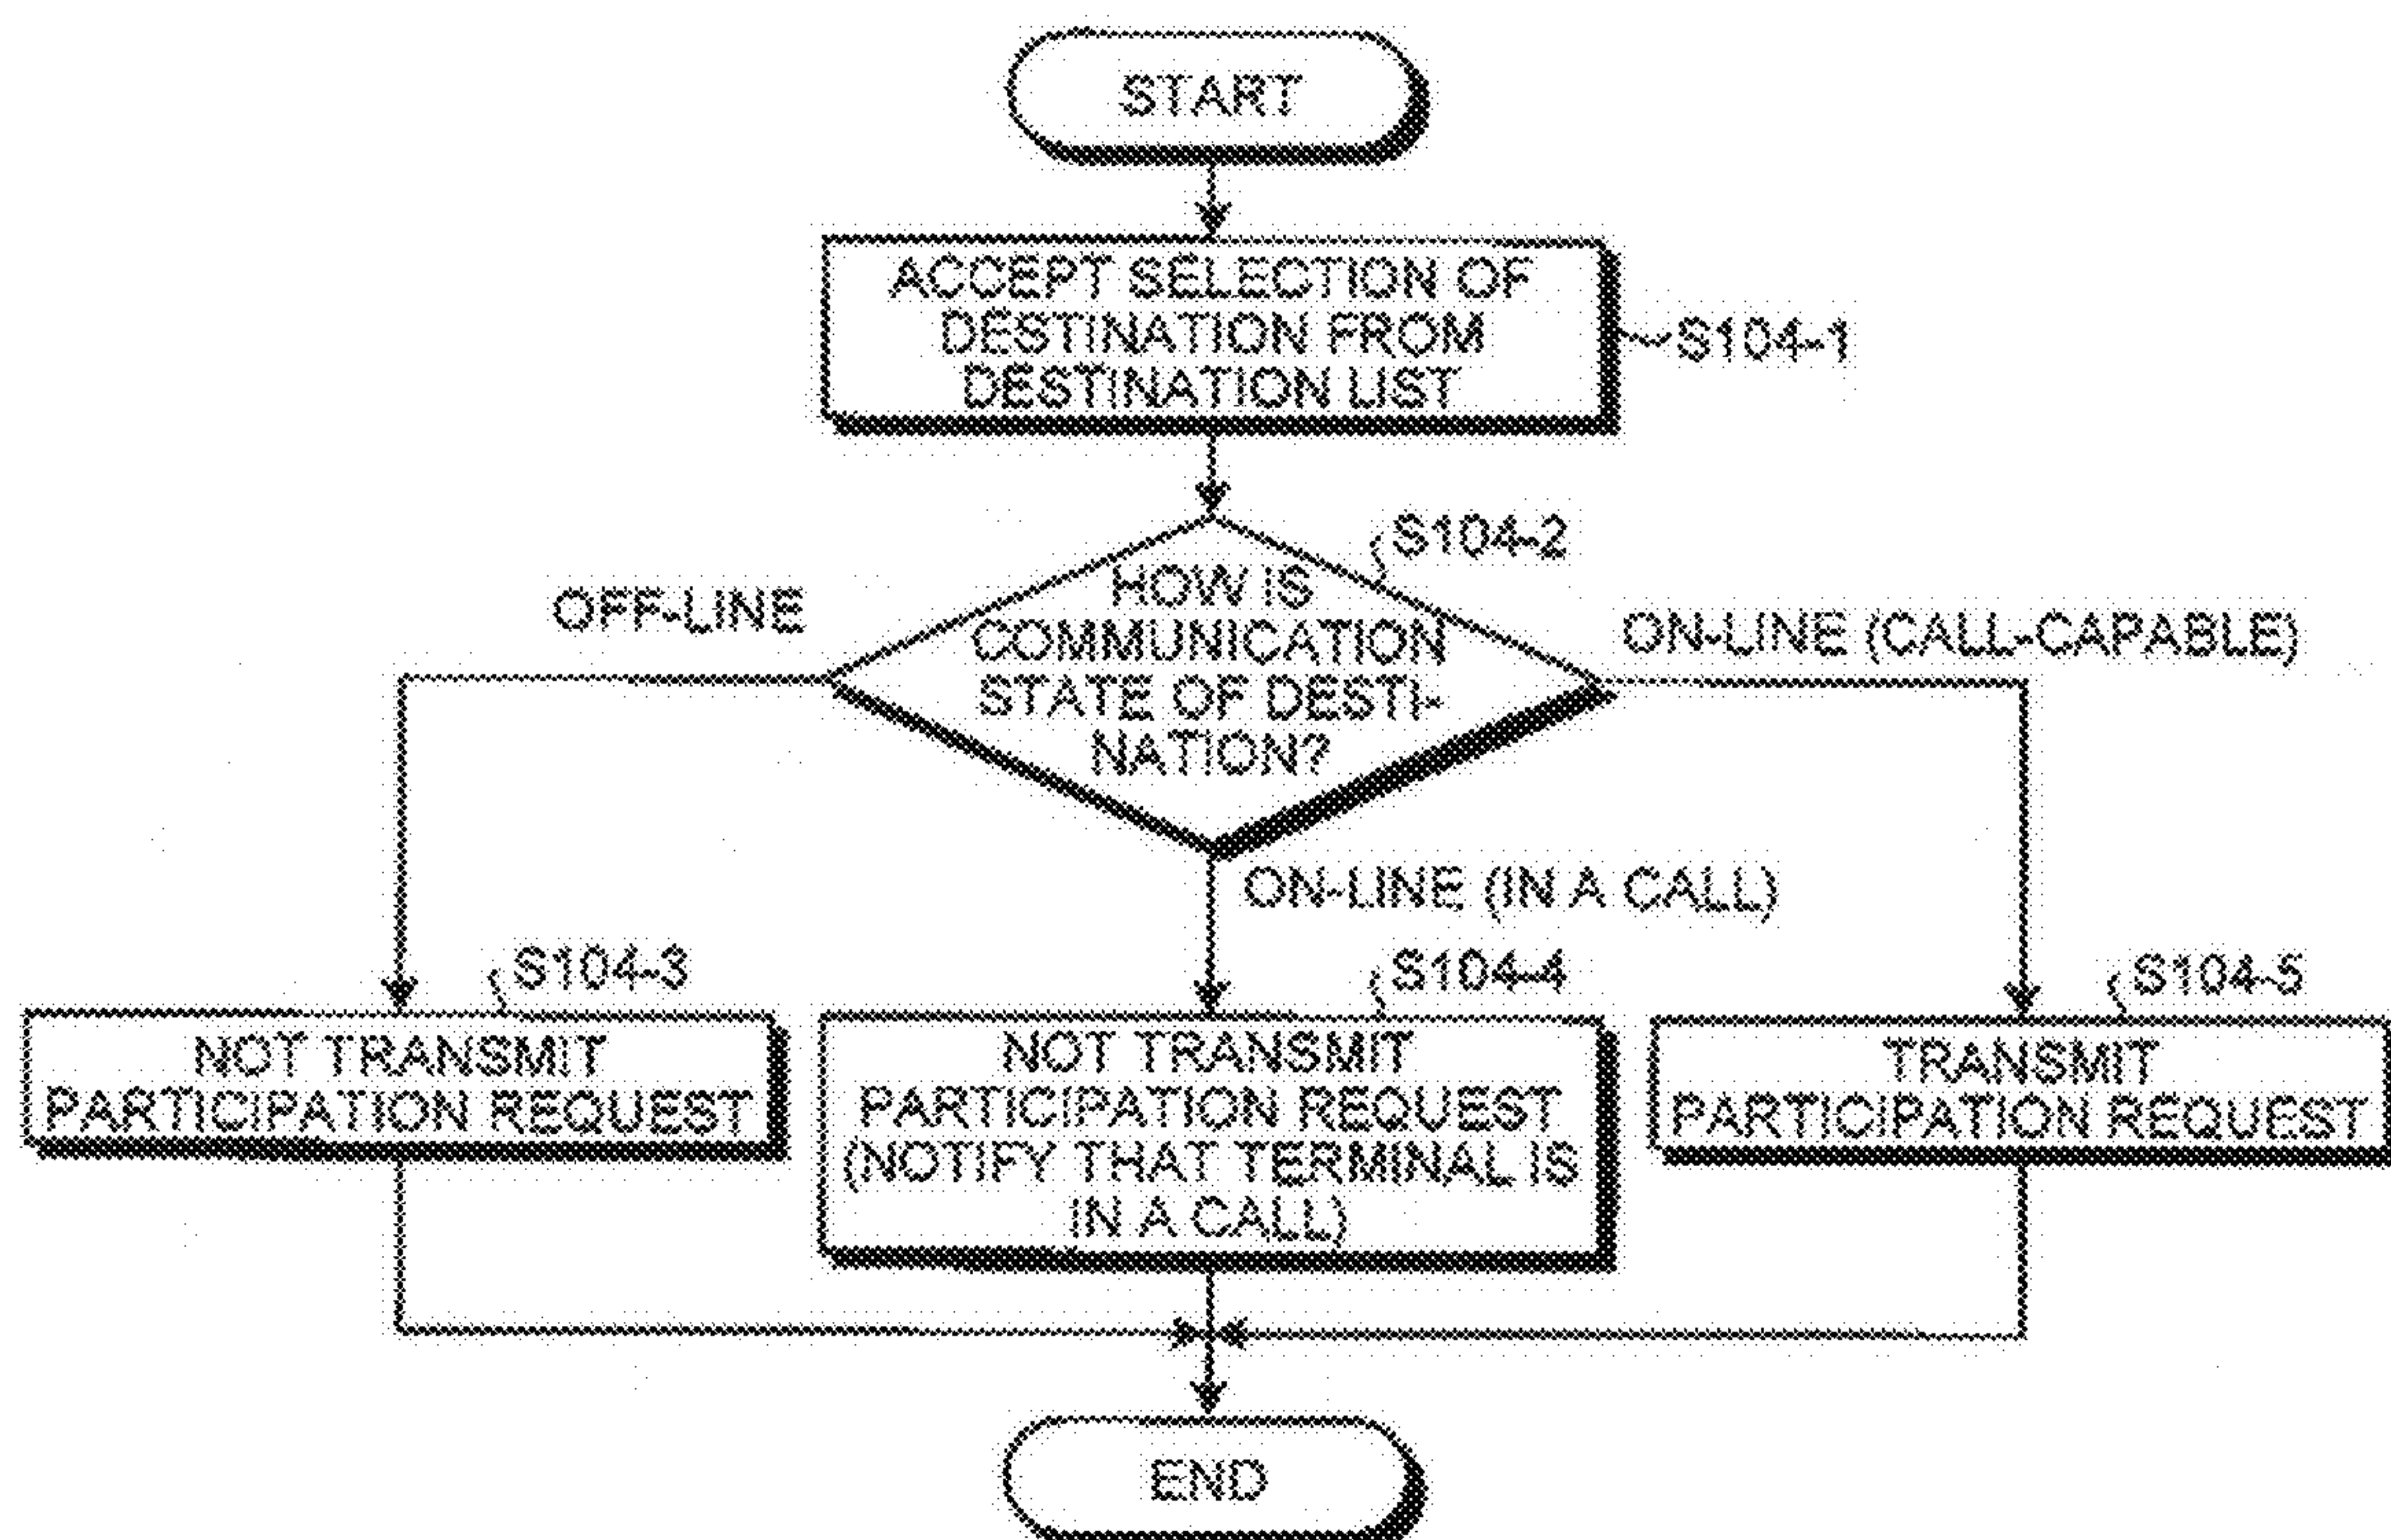 START
ACCEPT SELECTION OF
DESTINATION FROM
DESTINATION LIST
S104-1
S104-2
HOW IS
COMMUNICATION
STATE OF DESTI-
NATION?
OFF-LINE
ON-LINE (CALL-CAPABLE)
ON-LINE (IN A CALL)
S104-3
NOT TRANSMIT
PARTICIPATION REQUEST
S104-4
NOT TRANSMIT
PARTICIPATION REQUEST
(NOTIFY THAT TERMINAL IS
IN A CALL)
S104-5
TRANSMIT
PARTICIPATION REQUEST
END